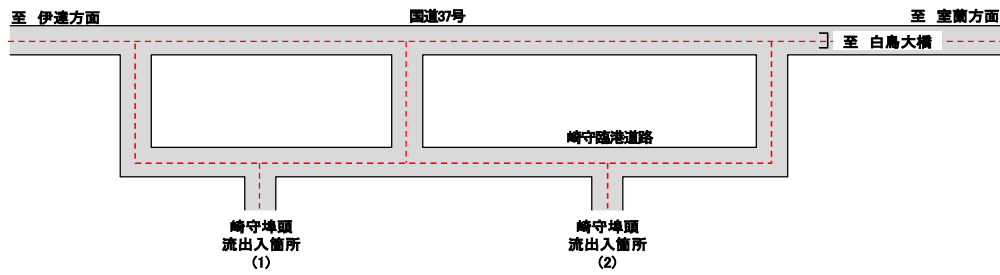 至 伊達方面
国道37号
至 室蘭方面
至 白鳥大橋
崎守臨港道路
崎守埠頭
流出入箇所
(1)
崎守埠頭
流出入箇所
(2)